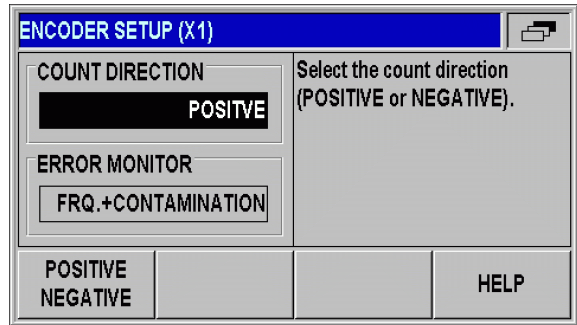 ENCODER SETUP (X1)
COUNT DIRECTION
POSITVE
ERROR MONITOR
FRQ.+CONTAMINATION
Select the count direction
(POSITIVE or NEGATIVE).
POSITIVE
NEGATIVE
HELP